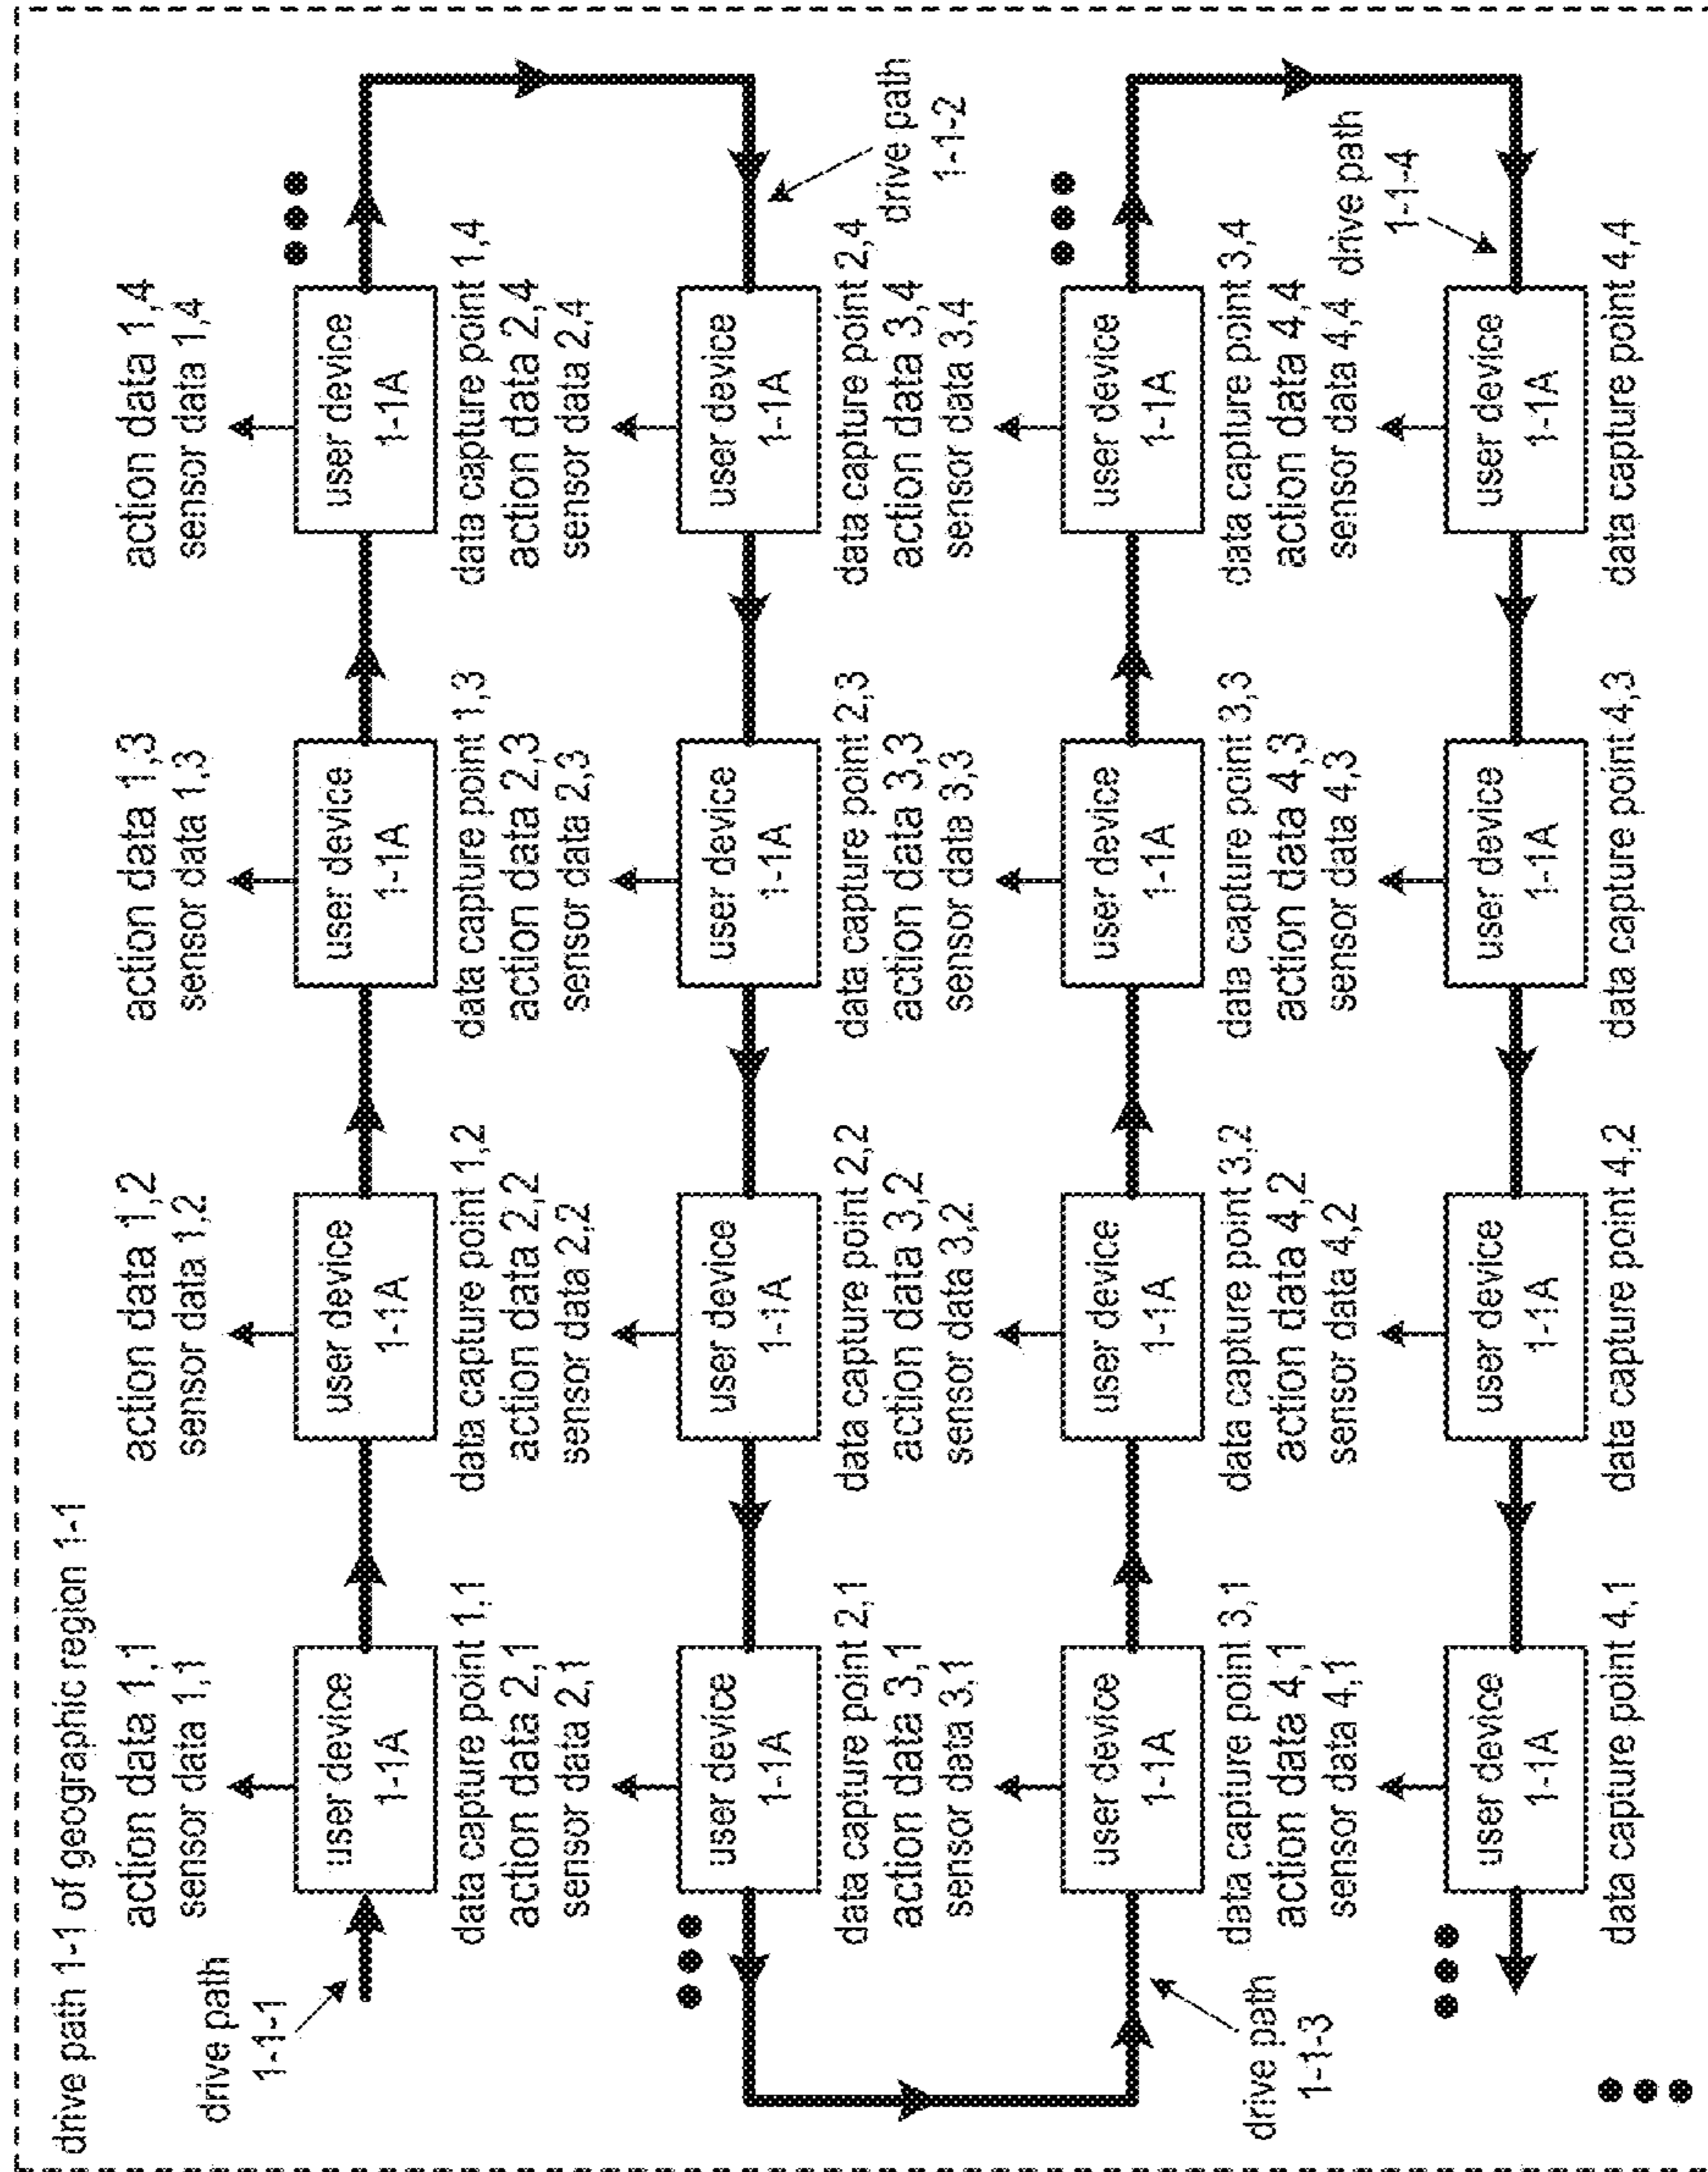 drive path 1-1 of geographic region 1-1
action data 1,1
sensor data 1,1
action data 1,2
sensor data 1,2
action data 1,3
sensor data 1,3
action data 1,4
sensor data 1,4
drive path
1-1-1
user device
1-1A
user device
1-1A
user device
1-1A
user device
1-1A
data capture point 1,1
data capture point 1,2
data capture point 1,3
data capture point 1,4
action data 2,1
sensor data 2,1
action data 2,2
sensor data 2,2
action data 2,3
sensor data 2,3
action data 2,4
sensor data 2,4
user device
1-1A
user device
1-1A
user device
1-1A
user device
1-1A
drive path
1-1-2
data capture point 2,1
data capture point 2,2
data capture point 2,3
data capture point 2,4
action data 3,1
sensor data 3,1
action data 3,2
sensor data 3,2
action data 3,3
sensor data 3,3
action data 3,4
sensor data 3,4
user device
1-1A
user device
1-1A
user device
1-1A
user device
1-1A
drive path
1-1-3
data capture point 3,1
data capture point 3,2
data capture point 3,3
data capture point 3,4
action data 4,1
sensor data 4,1
action data 4,2
sensor data 4,2
action data 4,3
sensor data 4,3
action data 4,4
sensor data 4,4
drive path
1-1-4
user device
1-1A
user device
1-1A
user device
1-1A
user device
1-1A
data capture point 4,1
data capture point 4,2
data capture point 4,3
data capture point 4,4